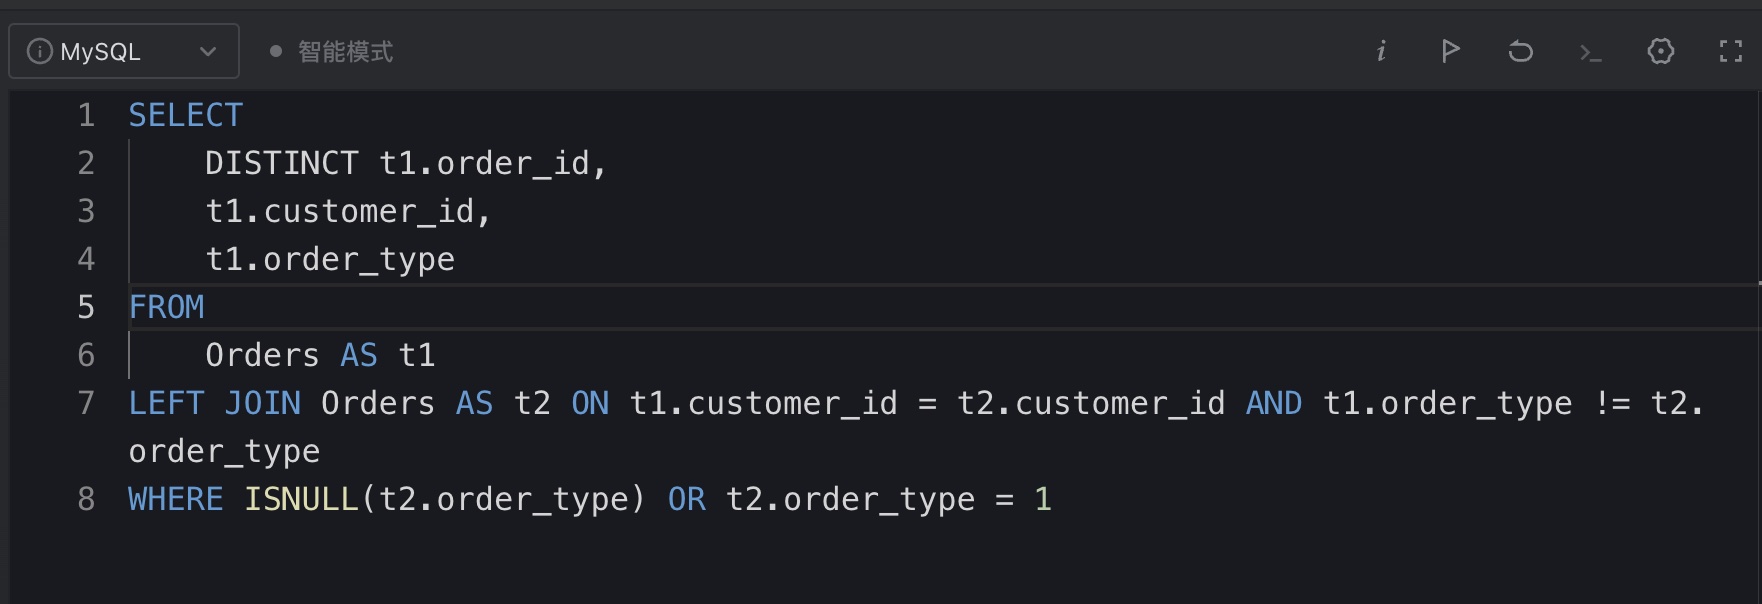 MySQL 智能模式
1 SELECT
2 DISTINCT t1.order_id,
3 t1.customer_id,
4 t1.order_type
5 FROM
6 Orders AS t1
7 LEFT JOIN Orders AS t2 ON t1.customer_id = t2.customer_id AND t1.order_type != t2.
order_type
8 WHERE ISNULL(t2.order_type) OR t2.order_type = 1